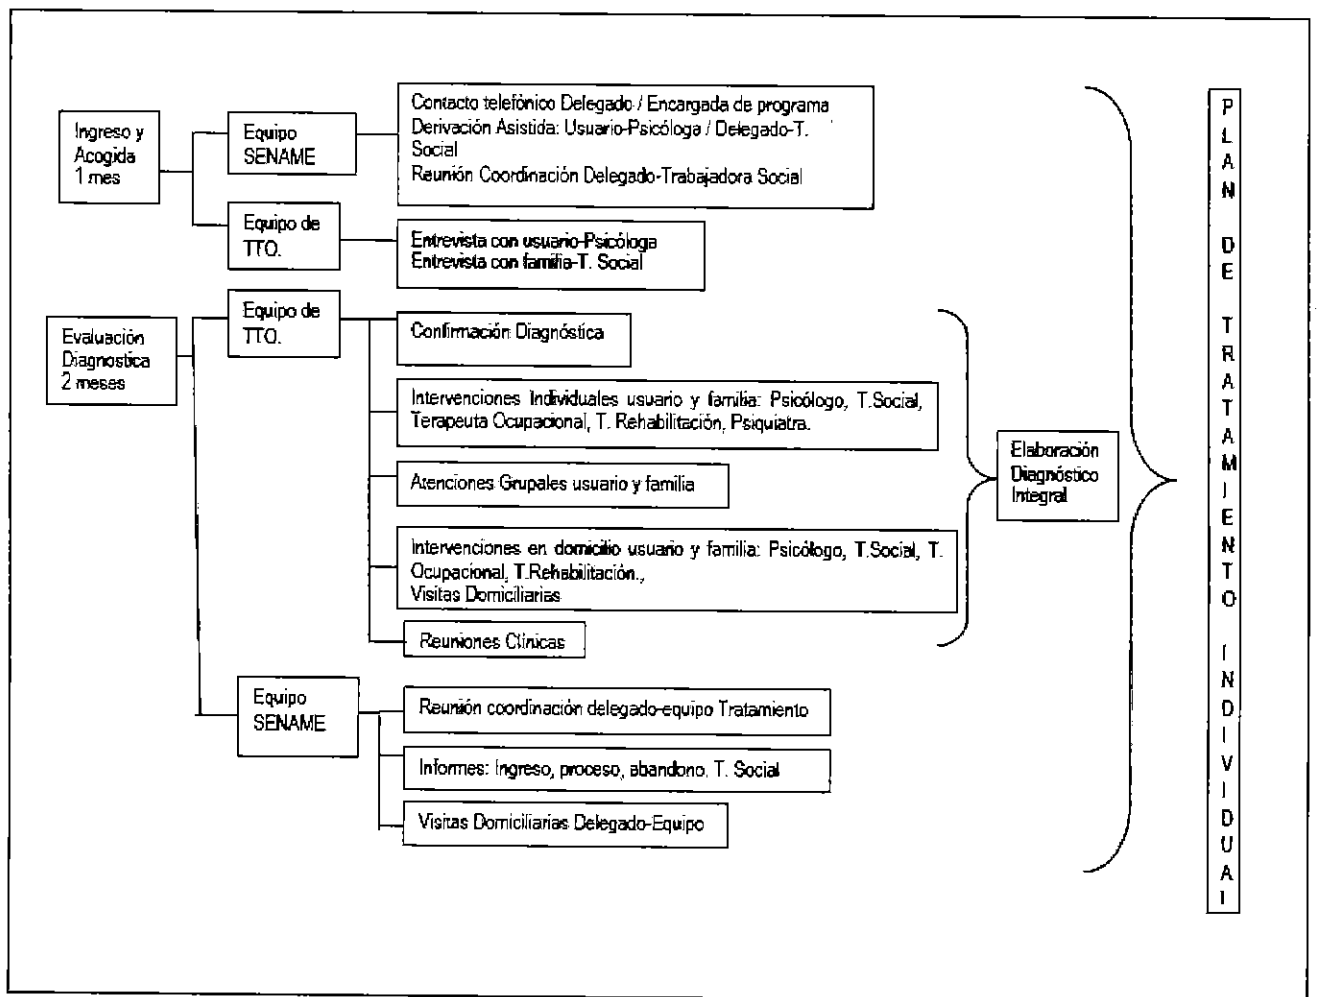 Ingreso y
Acogida
1 mes
Equipo
SENAME
Contacto telefónico Delegado / Encargada de programa
Derivación Asistida: Usuario-Psicóloga / Delegado-T.
Social
Reunión Coordinación Delegado-Trabajadora Social
Equipo de
TTO.
Entrevista con usuario-Psicóloga
Entrevista con familia-T. Social
Evaluación
Diagnostica
2 meses
Equipo de
TTO.
Confirmación Diagnóstica
Intervenciones Individuales usuario y familia: Psicólogo, T.Social,
Terapeuta Ocupacional, T. Rehabilitación, Psiquiatra.
Atenciones Grupales usuario y familia
Intervenciones en domicilio usuario y familia: Psicólogo, T.Social, T.
Ocupacional, T.Rehabilitación.,
Visitas Domiciliarias
Reuniones Clínicas
Elaboración
Diagnóstico
Integral
Equipo
SENAME
Reunión coordinación delegado-equipo Tratamiento
Informes: Ingreso, proceso, abandono. T. Social
Visitas Domiciliarias Delegado-Equipo
PLAN DE TRATAMIENTO INDIVIDUAL